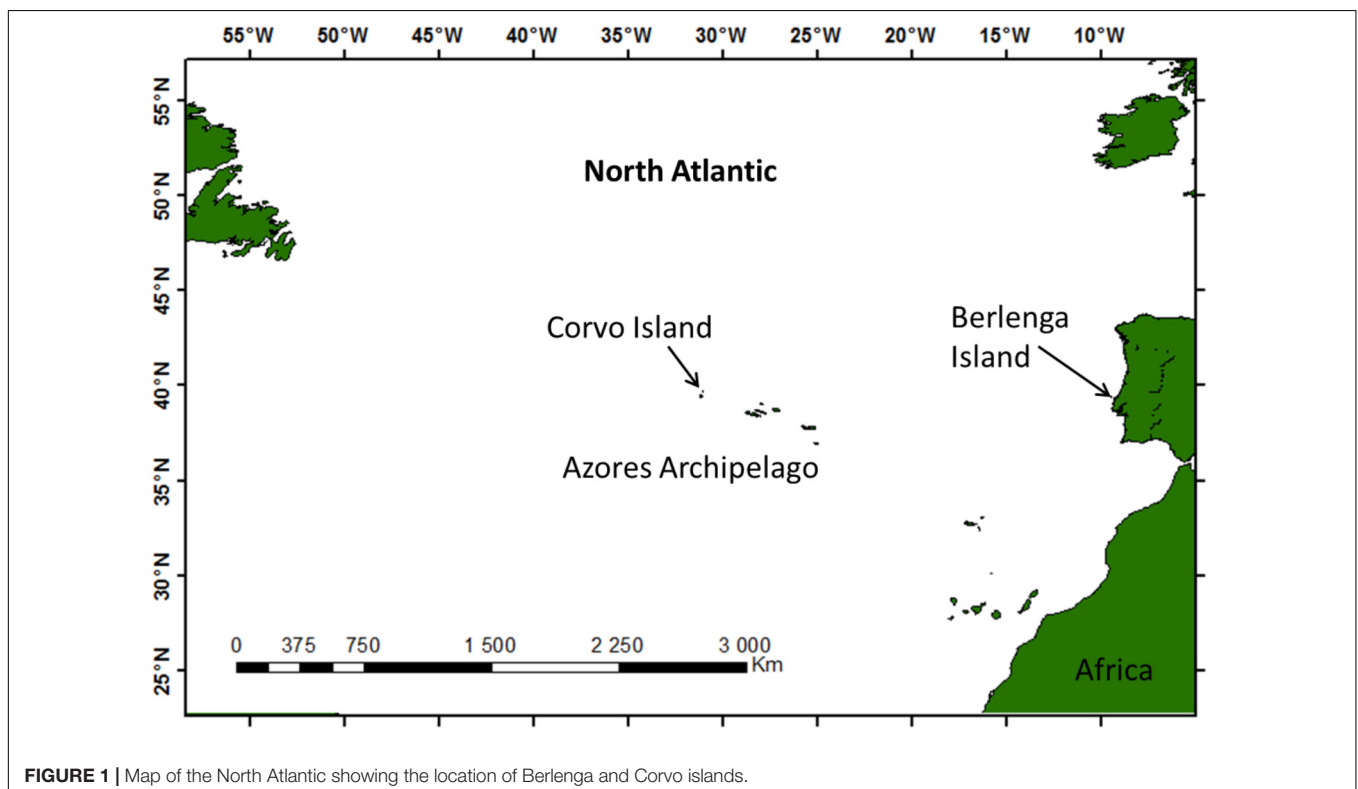 55°W 50°W 45°W 40°W 35°W 30°W 25°W 20°W 15°W 10°W
55°N
50°N
45°N
40°N
35°N
30°N
25°N
North Atlantic
Corvo Island
Berlenga
Island
Azores Archipelago
0 375 750 1 500 2 250 3 000
Km
Africa
FIGURE 1 | Map of the North Atlantic showing the location of Berlenga and Corvo islands.